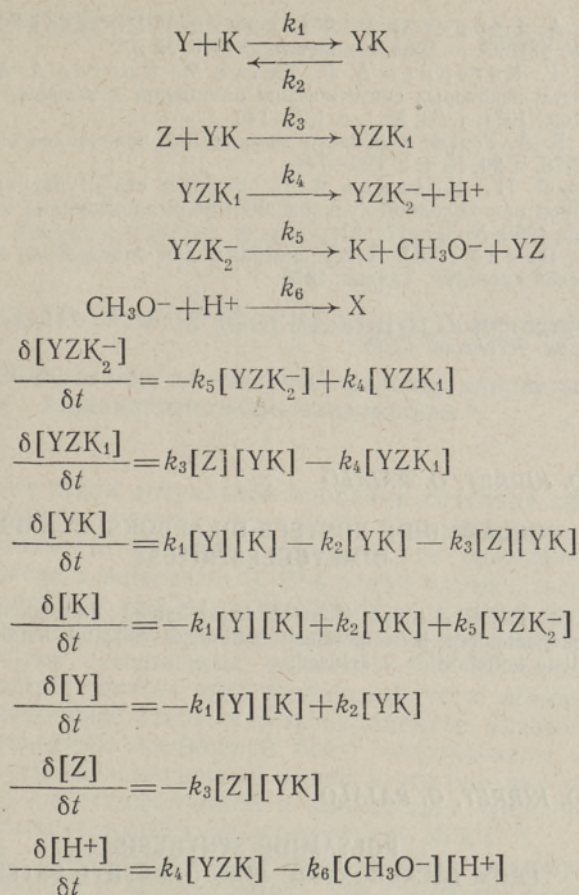 Y+K ⇄ YK (k₁, k₂)
Z+YK —k₃→ YZK₁
YZK₁ —k₄→ YZK₂⁻+H⁺
YZK₂⁻ —k₅→ K+CH₃O⁻+YZ
CH₃O⁻+H⁺ —k₆→ X
δ[YZK₂⁻]/δt = −k₅[YZK₂⁻]+k₄[YZK₁]
δ[YZK₁]/δt = k₃[Z][YK] − k₄[YZK₁]
δ[YK]/δt = k₁[Y][K] − k₂[YK] − k₃[Z][YK]
δ[K]/δt = −k₁[Y][K]+k₂[YK]+k₅[YZK₂⁻]
δ[Y]/δt = −k₁[Y][K]+k₂[YK]
δ[Z]/δt = −k₃[Z][YK]
δ[H⁺]/δt = k₄[YZK] − k₆[CH₃O⁻][H⁺]